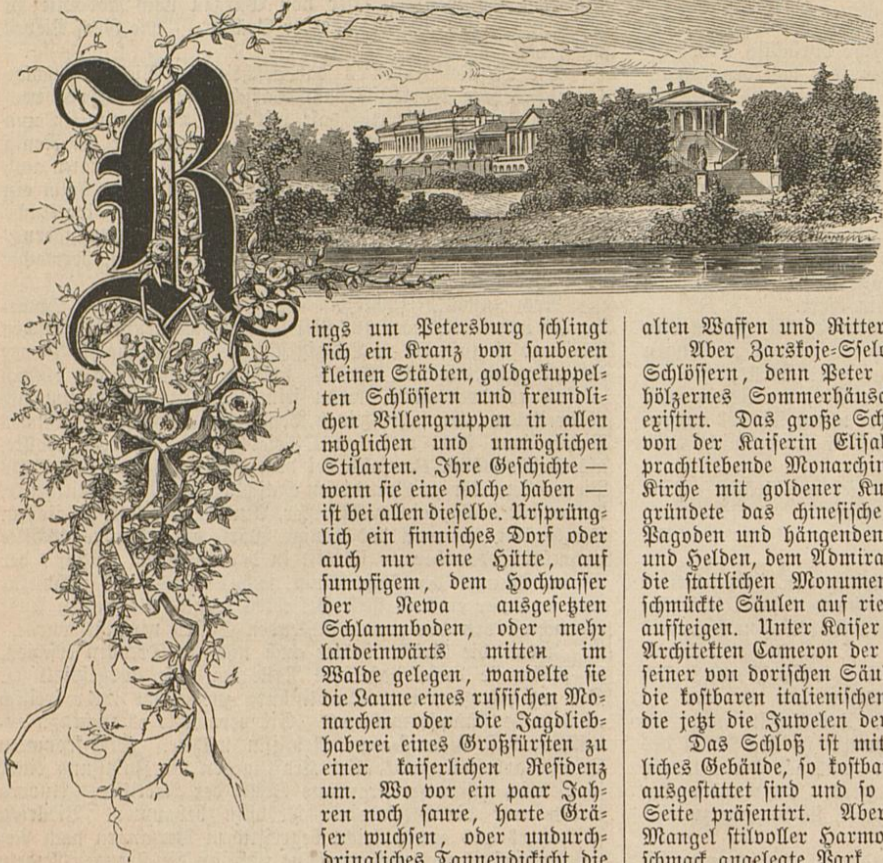 R
ings um Petersburg schlingt
sich ein Kranz von sauberen
kleinen Städten, goldgekuppel=
ten Schlössern und freundli=
chen Villengruppen in allen
möglichen und unmöglichen
Stilarten. Ihre Geschichte —
wenn sie eine solche haben —
ist bei allen dieselbe. Ursprüng=
lich ein finnisches Dorf oder
auch nur eine Hütte, auf
sumpfigem, dem Hochwasser
der Newa ausgesetzten
Schlammboden, oder mehr
landeinwärts mitten im
Walde gelegen, wandelte sie
die Laune eines russischen Mo=
narchen oder die Jagdlieb=
haberei eines Großfürsten zu
einer kaiserlichen Residenz
um. Wo vor ein paar Jah=
ren noch saure, harte Grä=
ser wuchsen, oder undurch=
dringliches Tannendickicht die
alten Waffen und Ritter
Aber Zarskoje=Sselo
Schlössern, denn Peter
hölzernes Sommerhäusc
existirt. Das große Sch
von der Kaiserin Elisab
prachtliebende Monarchin
Kirche mit goldener Ku
gründete das chinesische
Pagoden und hängenden
und Helden, dem Admira
die stattlichen Monumen
schmückte Säulen auf rie
aufsteigen. Unter Kaiser
Architekten Cameron der
seiner von dorischen Säu
die kostbaren italienischen
die jetzt die Juwelen der
Das Schloß ist mit
liches Gebäude, so kostba
ausgestattet sind und so
Seite präsentirt. Aber
Mangel stilvoller Harmo
schmack angelegte Park